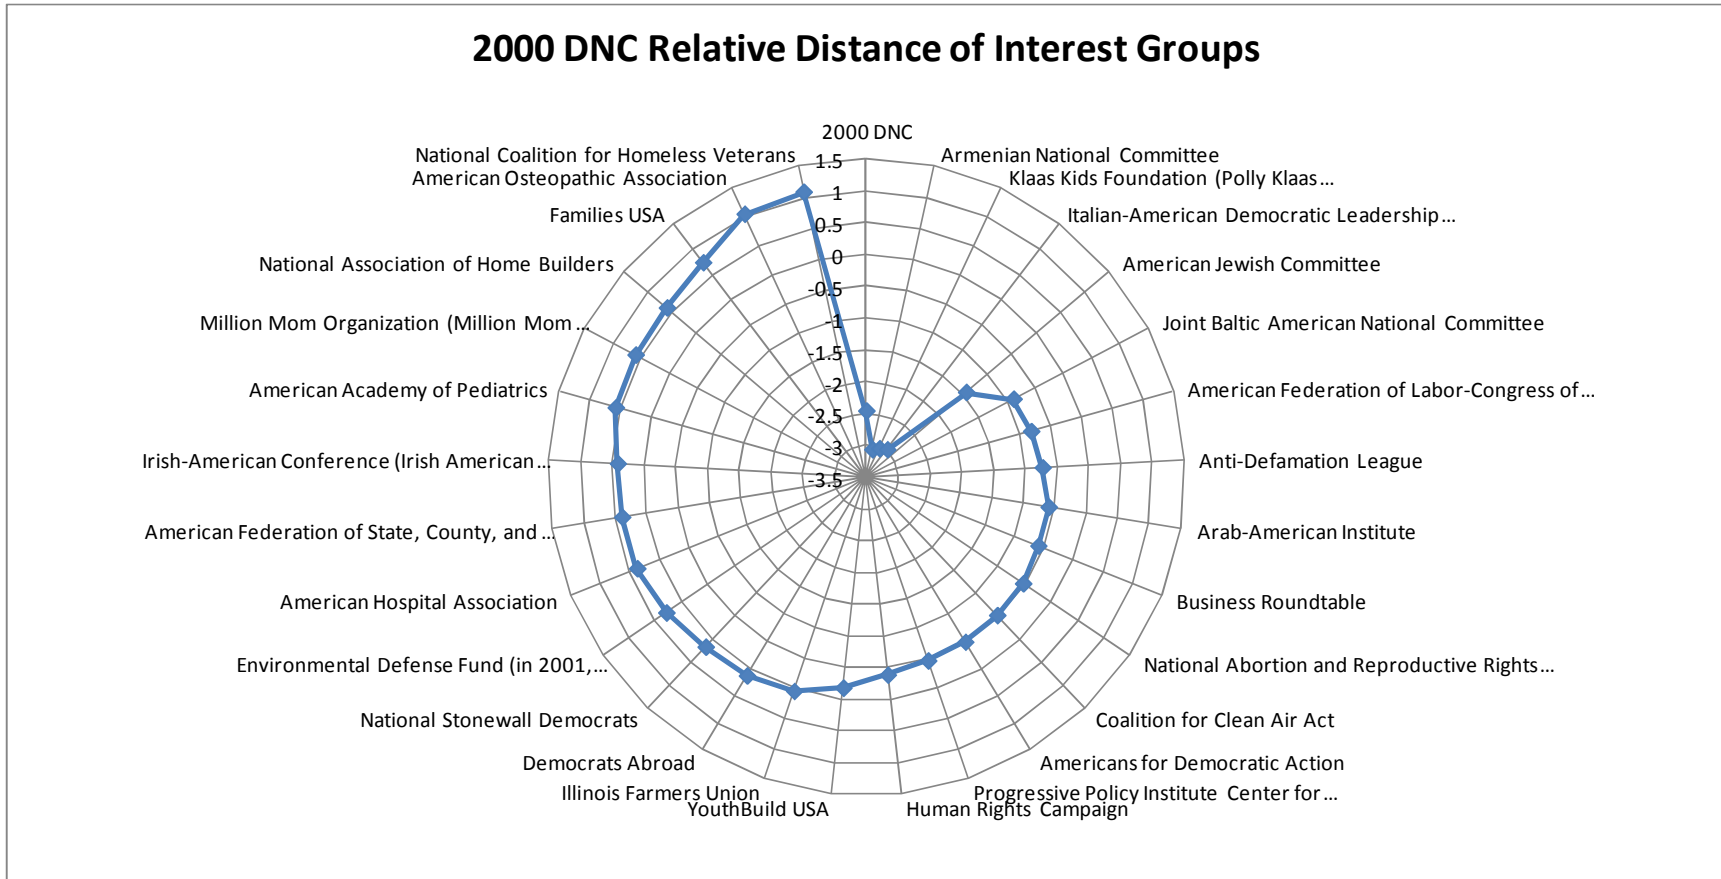 2000 DNC Relative Distance of Interest Groups
2000 DNC
Armenian National Committee
Klaas Kids Foundation (Polly Klaas…
Italian-American Democratic Leadership…
American Jewish Committee
Joint Baltic American National Committee
American Federation of Labor-Congress of…
Anti-Defamation League
Arab-American Institute
Business Roundtable
National Abortion and Reproductive Rights…
Coalition for Clean Air Act
Americans for Democratic Action
Progressive Policy Institute Center for…
Human Rights Campaign
YouthBuild USA
Illinois Farmers Union
Democrats Abroad
National Stonewall Democrats
Environmental Defense Fund (in 2001,…
American Hospital Association
American Federation of State, County, and…
Irish-American Conference (Irish American…
American Academy of Pediatrics
Million Mom Organization (Million Mom…
National Association of Home Builders
Families USA
American Osteopathic Association
National Coalition for Homeless Veterans
1.5
1
0.5
0
-0.5
-1
-1.5
-2
-2.5
-3
-3.5